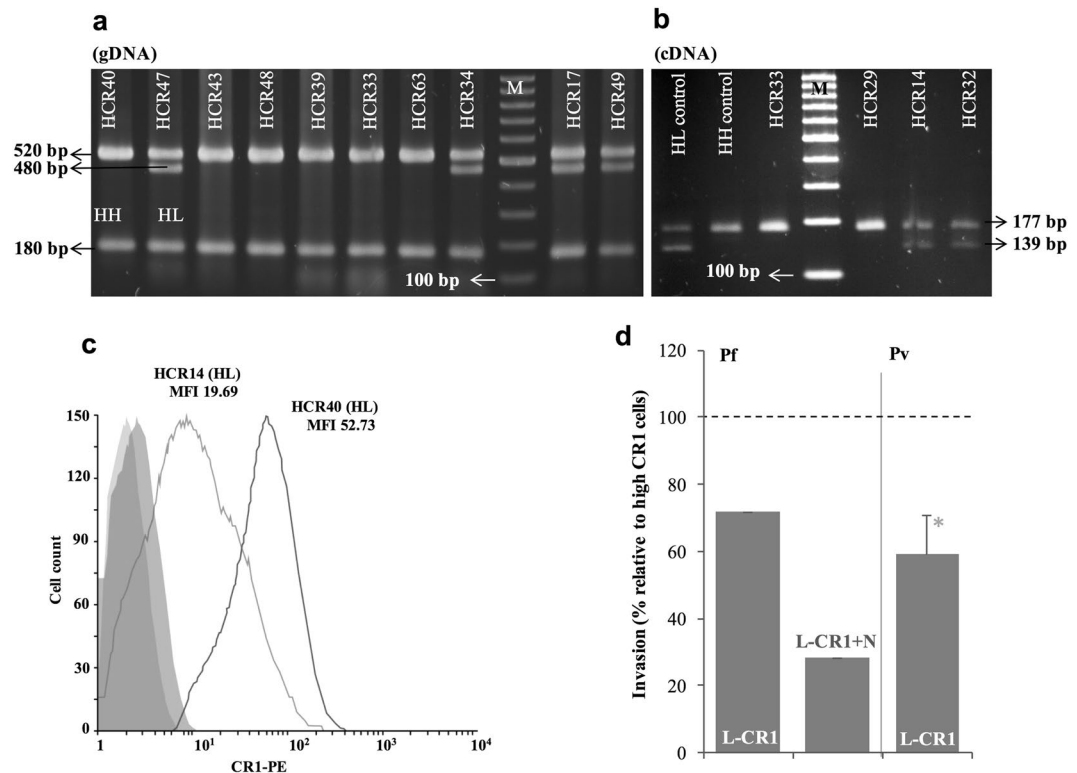 a
(gDNA)
HCR40
HCR47
HCR43
HCR48
HCR39
HCR33
HCR63
HCR34
M
HCR17
HCR49
520 bp
480 bp
HH
HL
180 bp
100 bp
b
(cDNA)
HL control
HH control
HCR33
M
HCR29
HCR14
HCR32
177 bp
139 bp
100 bp
c
HCR14 (HL)
MFI 19.69
HCR40 (HL)
MFI 52.73
Cell count
150
120
90
60
30
0
1
10¹
10²
10³
10⁴
CR1-PE
d
Pf
Pv
Invasion (% relative to high CR1 cells)
120
100
80
60
40
20
0
L-CR1
L-CR1+N
*
L-CR1